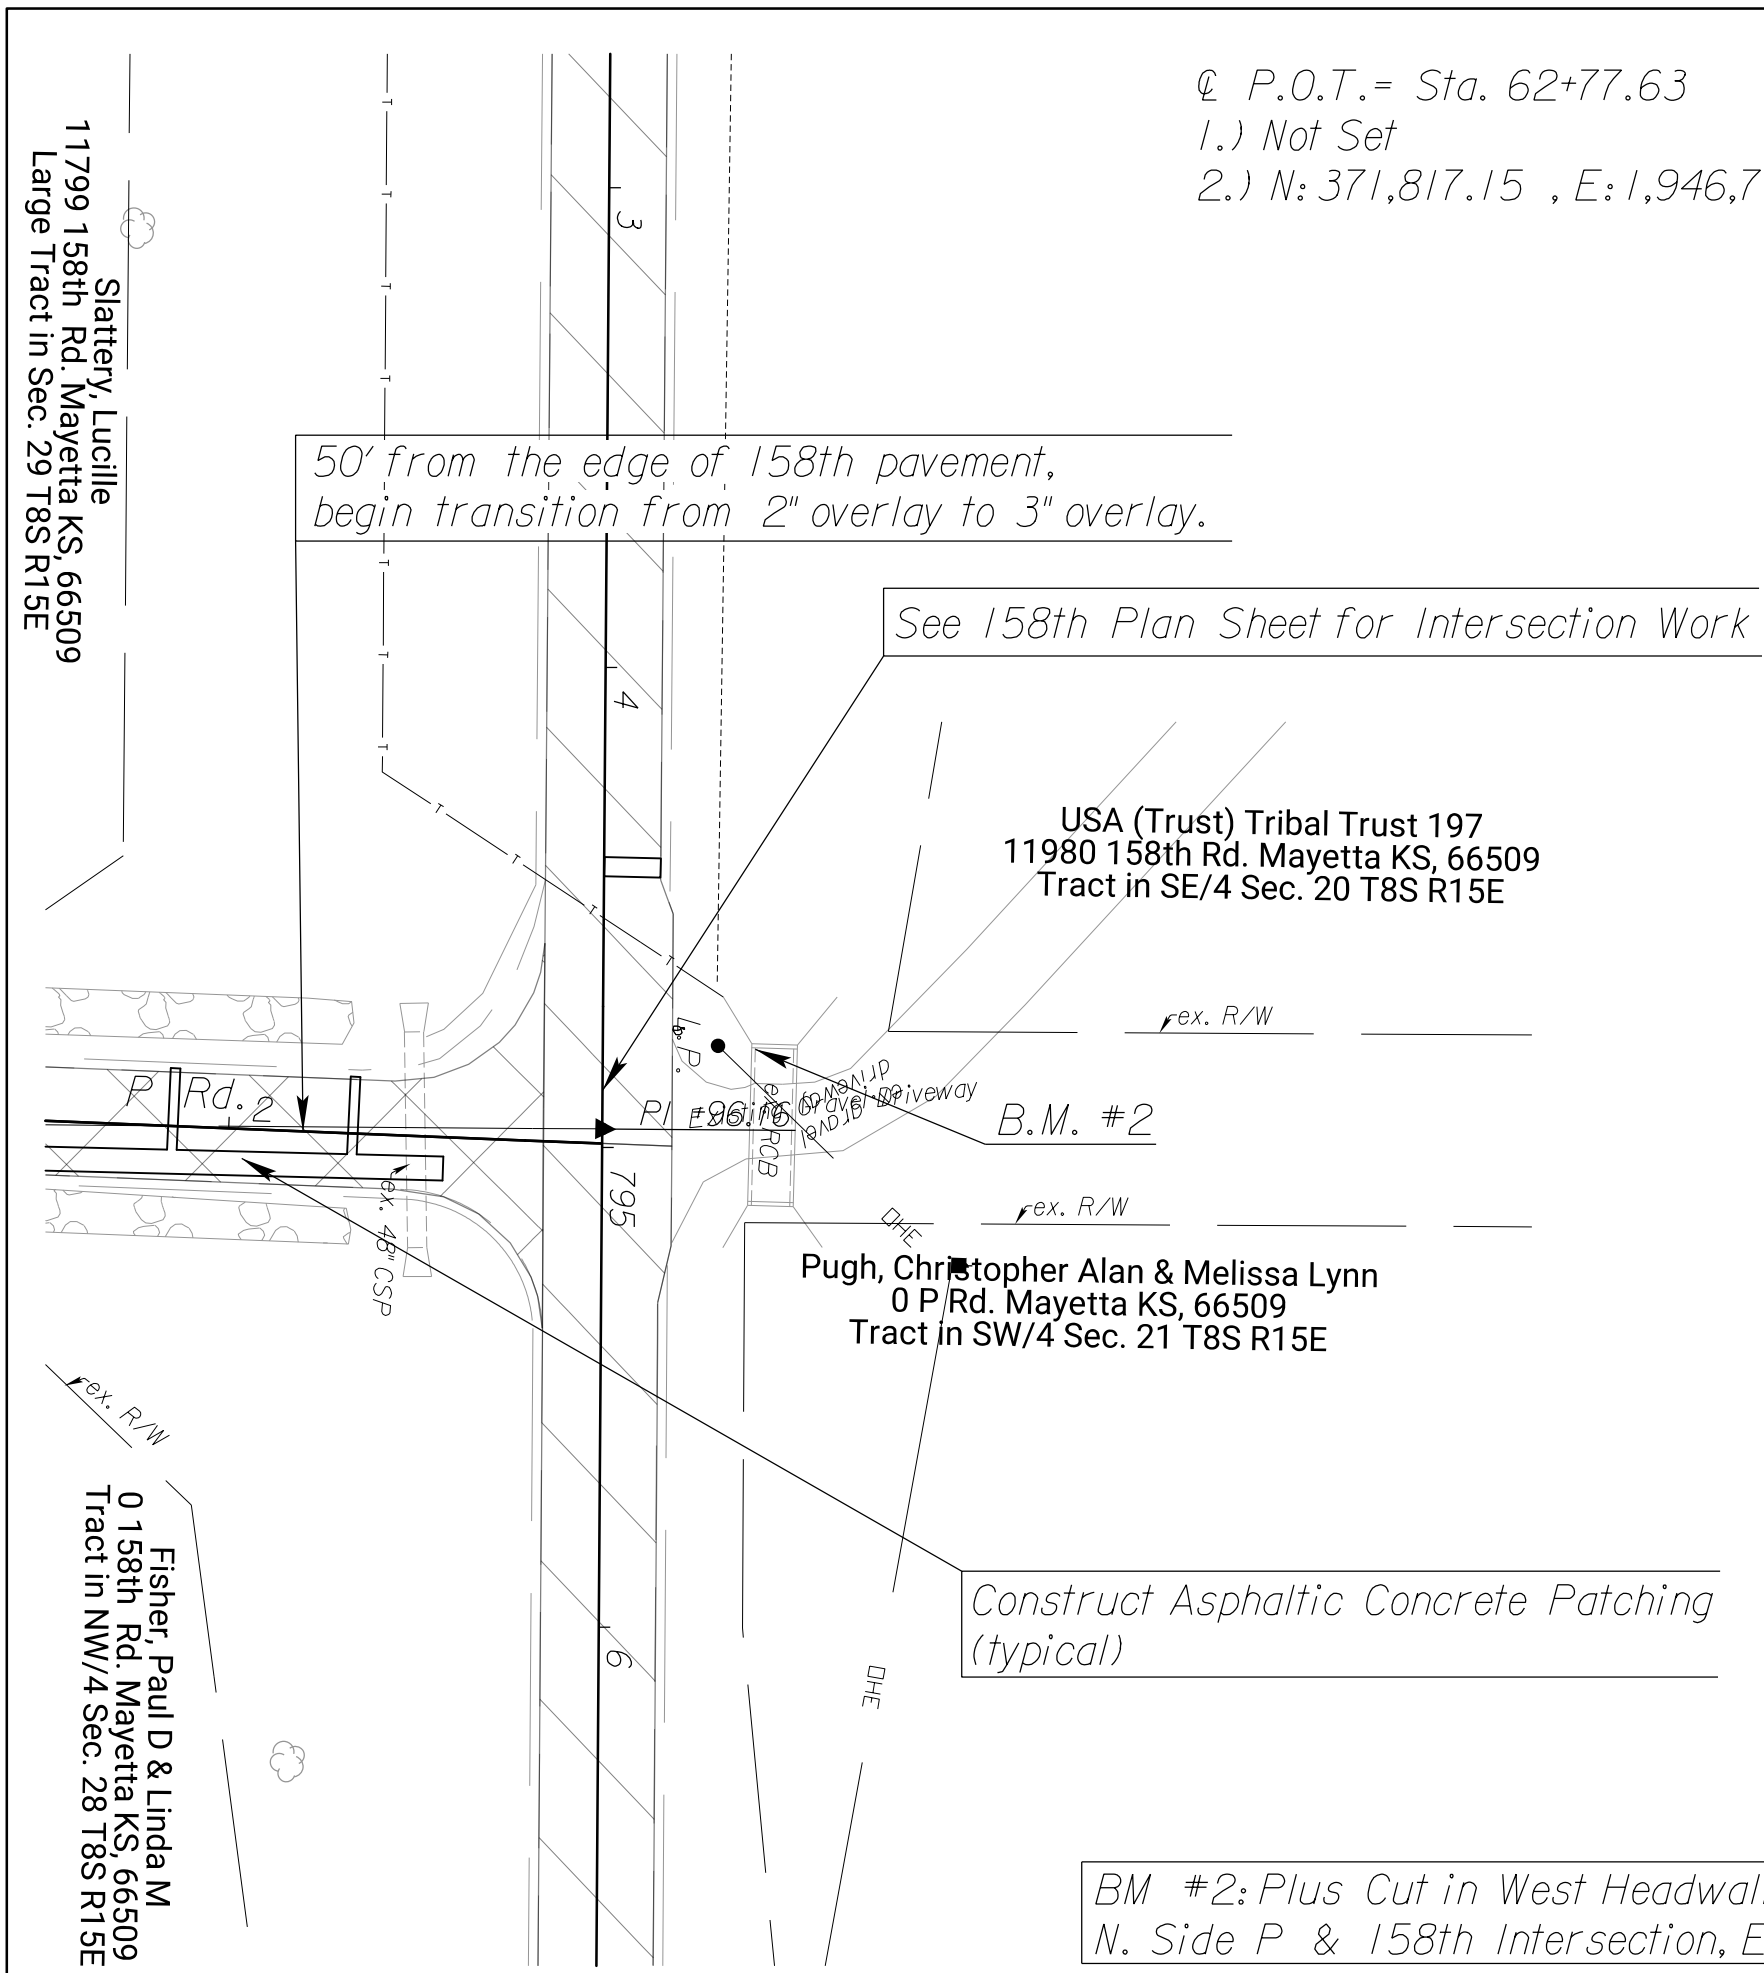 ℄ P.O.T.= Sta. 62+77.63
1.) Not Set
2.) N: 371,817.15 , E: 1,946,7
Slattery, Lucille
11799 158th Rd. Mayetta KS, 66509
Large Tract in Sec. 29 T8S R15E
3
50' from the edge of 158th pavement,
begin transition from 2" overlay to 3" overlay.
See 158th Plan Sheet for Intersection Work
4
USA (Trust) Tribal Trust 197
11980 158th Rd. Mayetta KS, 66509
Tract in SE/4 Sec. 20 T8S R15E
T
T
T
T
T
T
T
T
T
T
T
T
ex. R/W
L.P.
P Rd. 2
PI +96.16
Existing Gravel Driveway
gravel
driveway
ex. RCB
B.M. #2
795
ex. 48" CSP
ex. R/W
OHE
Pugh, Christopher Alan & Melissa Lynn
0 P Rd. Mayetta KS, 66509
Tract in SW/4 Sec. 21 T8S R15E
ex. R/W
Fisher, Paul D & Linda M
0 158th Rd. Mayetta KS, 66509
Tract in NW/4 Sec. 28 T8S R15E
Construct Asphaltic Concrete Patching
(typical)
6
OHE
BM #2: Plus Cut in West Headwal
N. Side P & 158th Intersection, E